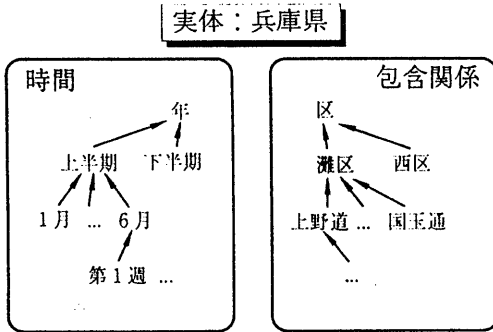 実体：兵庫県
時間
年
上半期 下半期
1月 ... 6月
第1週 ...
包含関係
区
灘区 西区
上野道 ... 国玉通
...